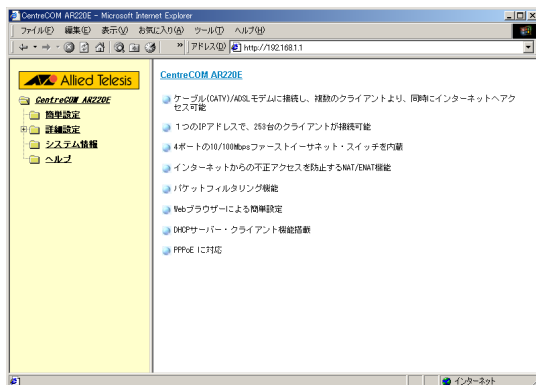 CentreCOM AR220E - Microsoft Internet Explorer
ファイル(F) 編集(E) 表示(V) お気に入り(A) ツール(T) ヘルプ(H)
» アドレス(D) http://192.168.1.1
Allied Telesis
CentreCOM AR220E
簡単設定
詳細設定
システム情報
ヘルプ
CentreCOM AR220E
ケーブル(CATV)/ADSLモデムに接続し、複数のクライアントより、同時にインターネットへアク
セス可能
1つのIPアドレスで、253台のクライアントが接続可能
4ポートの10/100Mbpsファーストイーサネット・スイッチを内蔵
インターネットからの不正アクセスを防止するNAT/ENAT機能
パケットフィルタリング機能
Webブラウザーによる簡単設定
DHCPサーバー・クライアント機能搭載
PPPoE に対応
インターネット